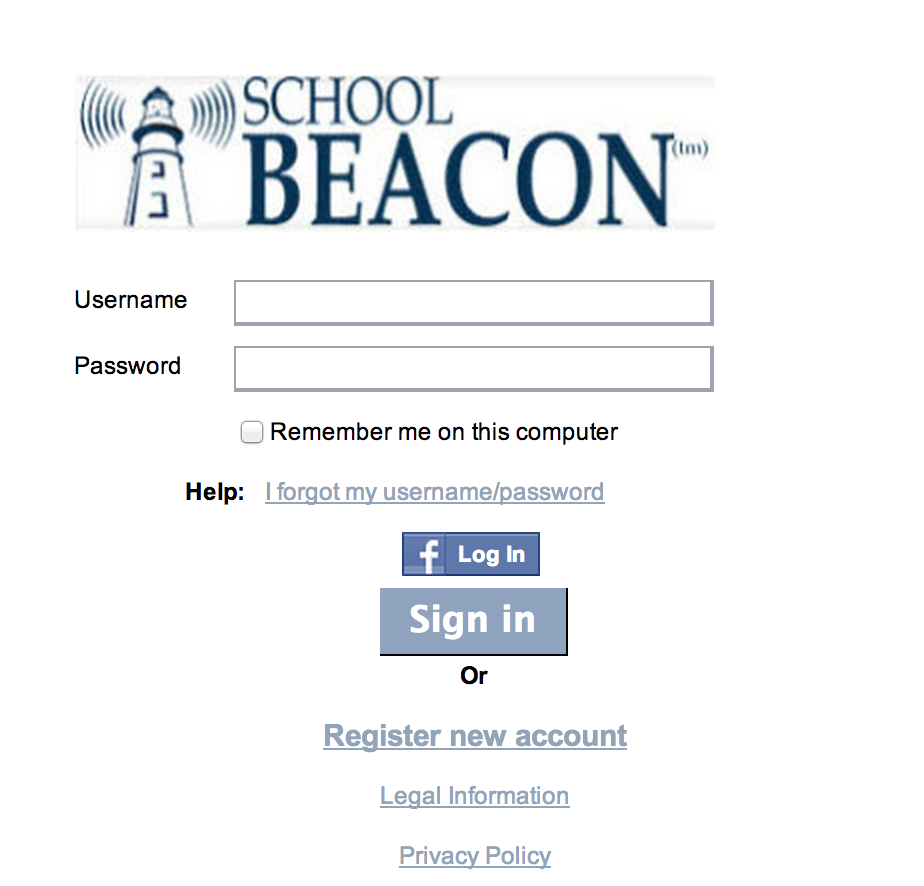 SCHOOL
BEACON(tm)
Username
Password
Remember me on this computer
Help: I forgot my username/password
f Log In
Sign in
Or
Register new account
Legal Information
Privacy Policy